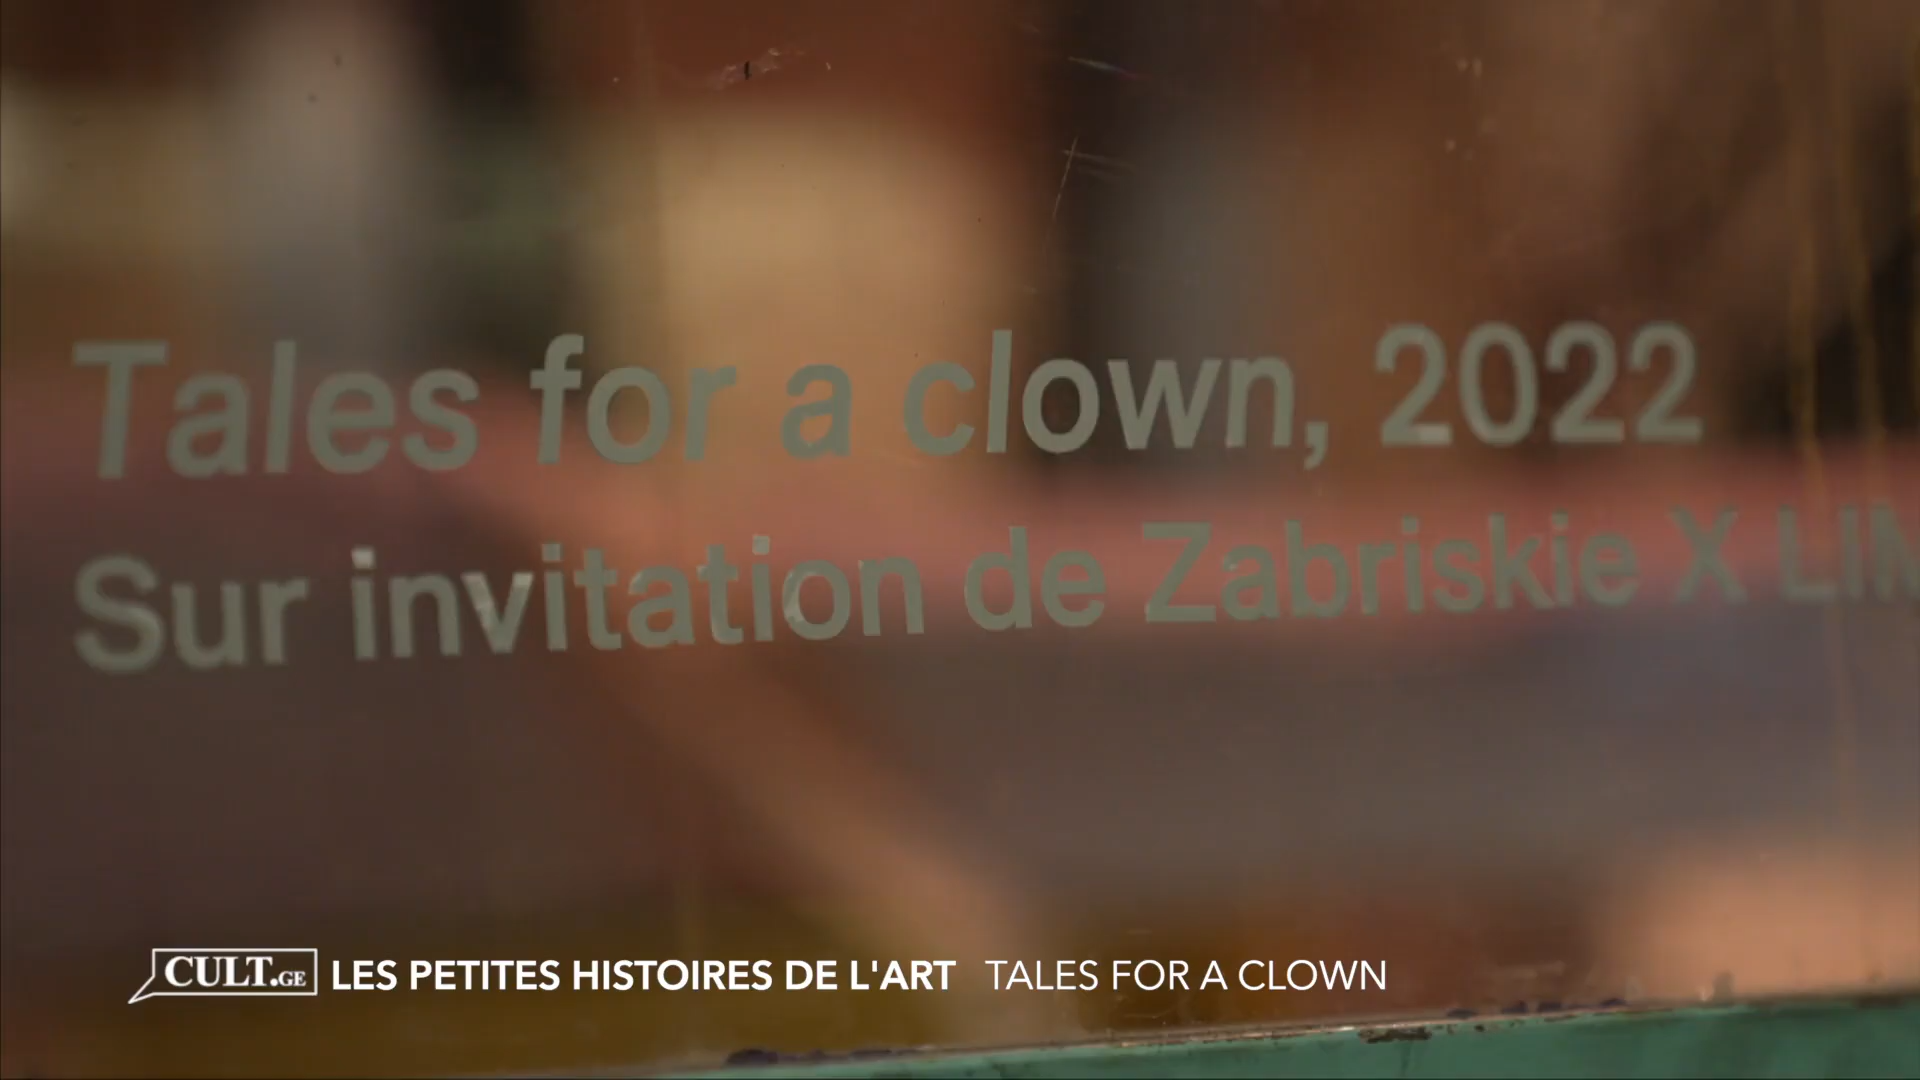 Tales for a clown, 2022
Sur invitation de Zabriskie X
CULT.GE LES PETITES HISTOIRES DE L'ART TALES FOR A CLOWN